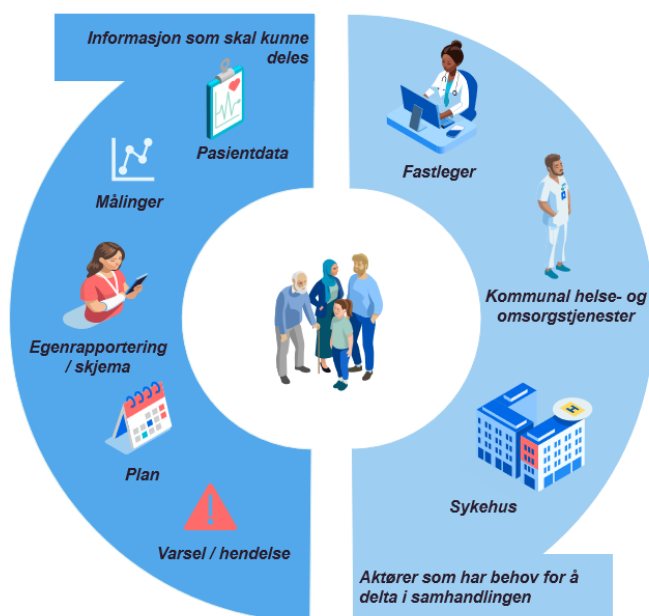 Informasjon som skal kunne
deles
Pasientdata
Målinger
Egenrapportering
/ skjema
Plan
Varsel / hendelse
Fastleger
Kommunal helse- og
omsorgstjenester
H
Sykehus
Aktører som har behov for å
delta i samhandlingen